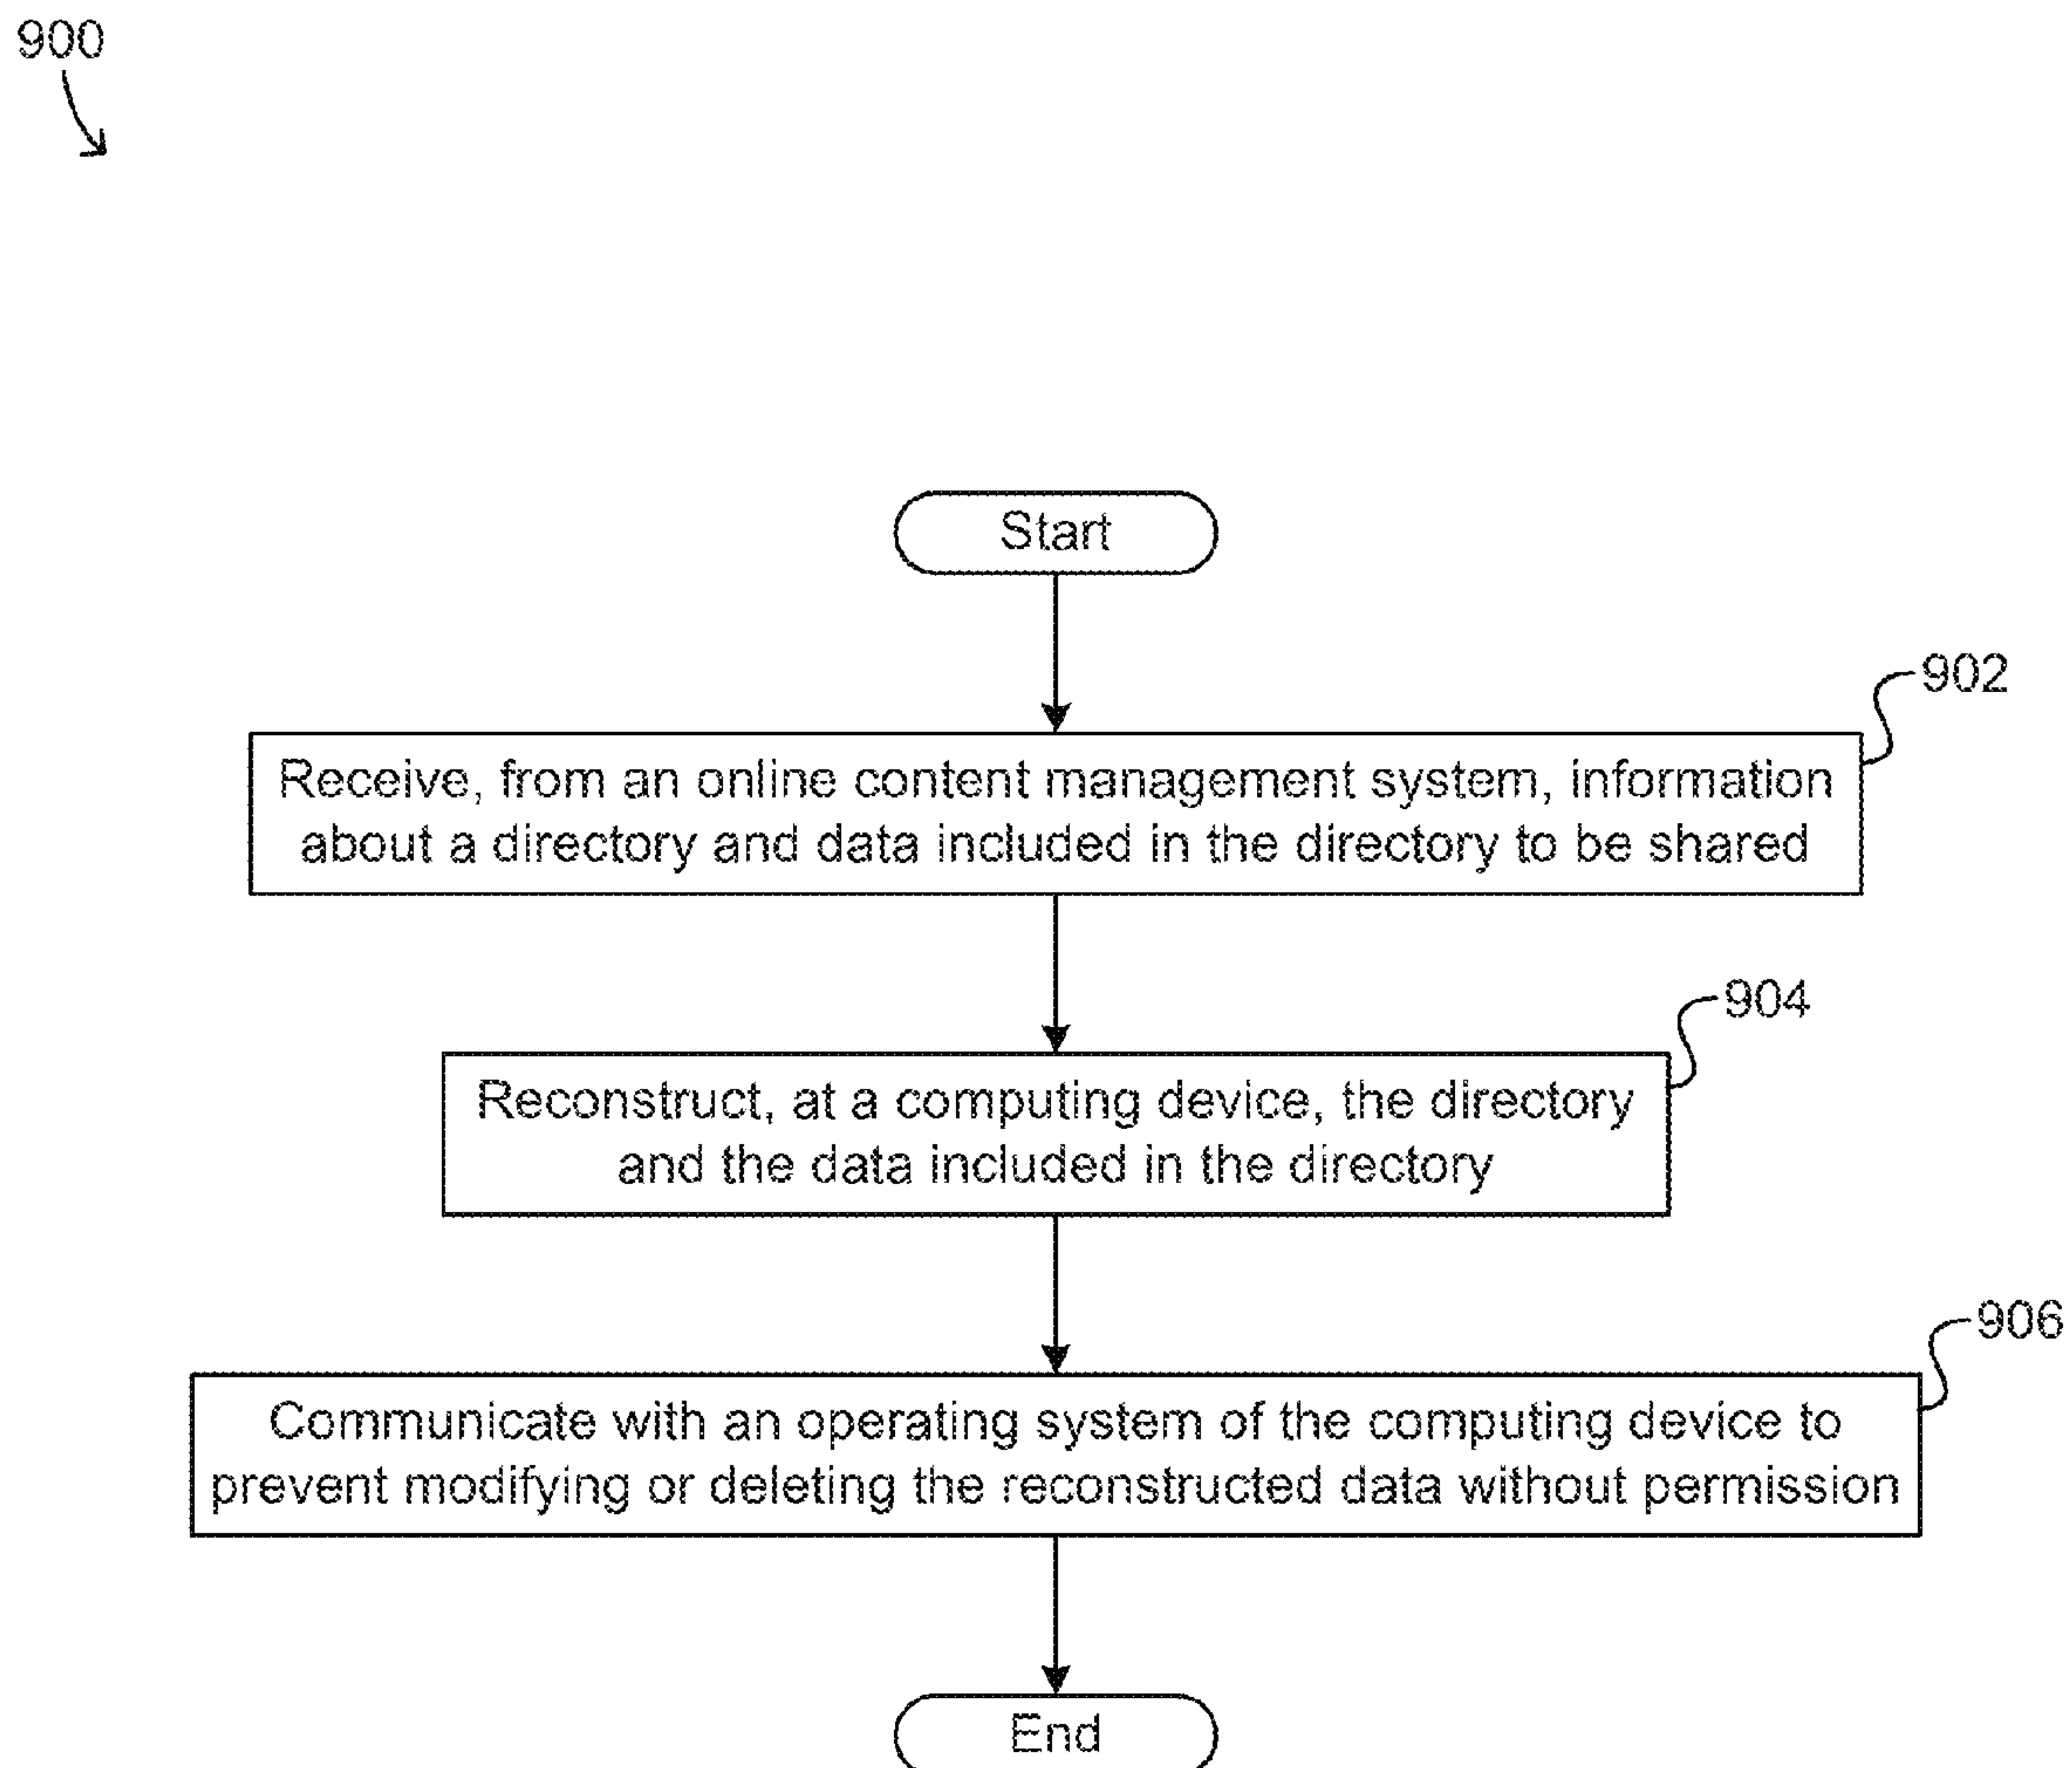 900
Start
902
Receive, from an online content management system, information
about a directory and data included in the directory to be shared
904
Reconstruct, at a computing device, the directory
and the data included in the directory
906
Communicate with an operating system of the computing device to
prevent modifying or deleting the reconstructed data without permission
End